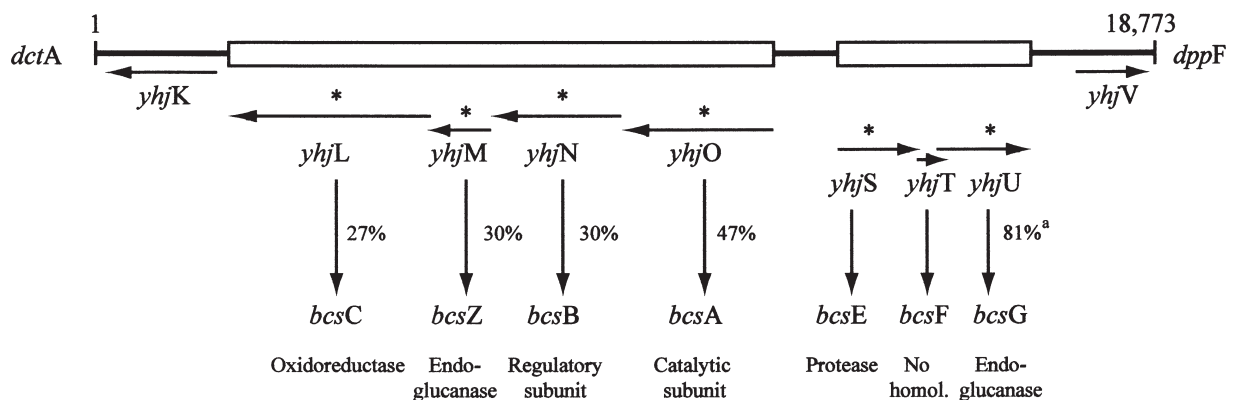 1 18,773
dctA dppF
yhjK yhjV
* * * *
* *
yhjL yhjM yhjN yhjO
yhjS yhjT yhjU
27% 30% 30% 47% 81%a
bcsC bcsZ bcsB bcsA bcsE bcsF bcsG
Oxidoreductase Endo- Regulatory Catalytic Protease No Endo-
glucanase subunit subunit homol. glucanase